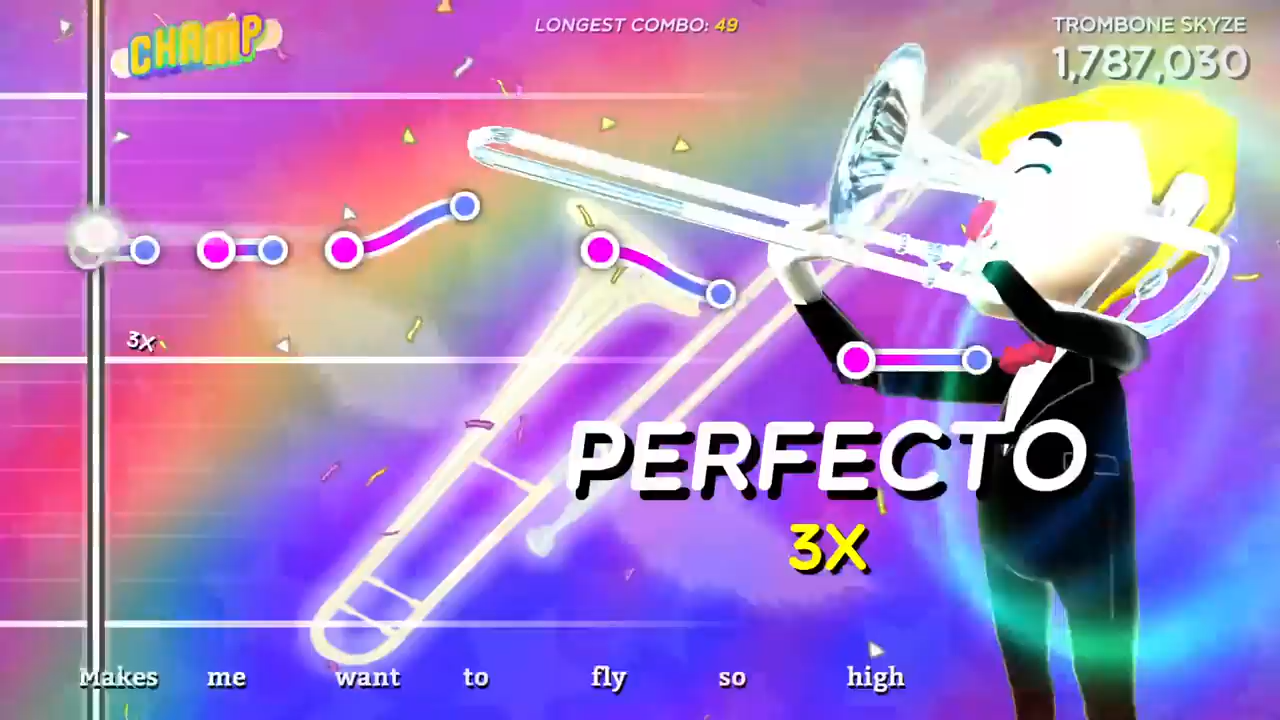 CHAMP
LONGEST COMBO: 49
TROMBONE SKYZE
1,787,030
3X
PERFECTO
3X
Makes me want to fly so high